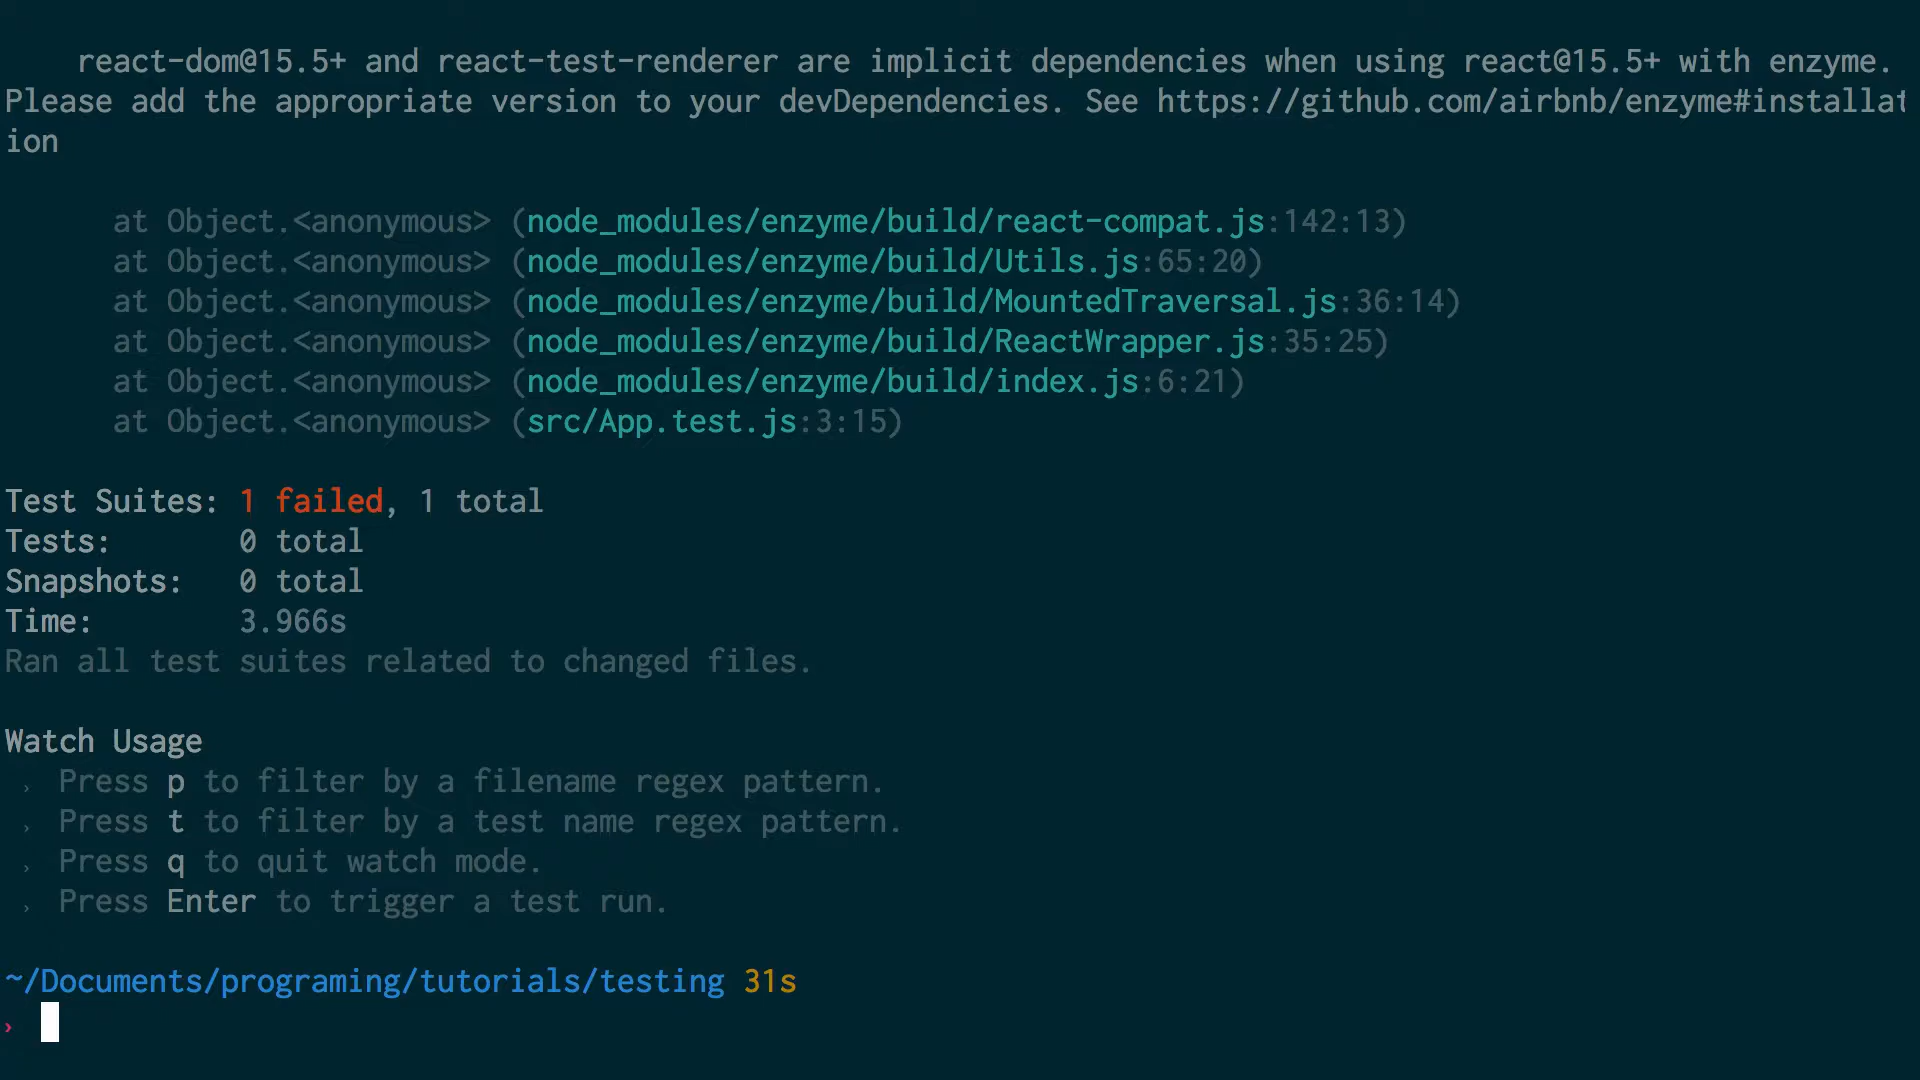 react-dom@15.5+ and react-test-renderer are implicit dependencies when using react@15.5+ with enzyme.
Please add the appropriate version to your devDependencies. See https://github.com/airbnb/enzyme#installat
ion
at Object.<anonymous> (node_modules/enzyme/build/react-compat.js:142:13)
at Object.<anonymous> (node_modules/enzyme/build/Utils.js:65:20)
at Object.<anonymous> (node_modules/enzyme/build/MountedTraversal.js:36:14)
at Object.<anonymous> (node_modules/enzyme/build/ReactWrapper.js:35:25)
at Object.<anonymous> (node_modules/enzyme/build/index.js:6:21)
at Object.<anonymous> (src/App.test.js:3:15)
Test Suites: 1 failed, 1 total
Tests: 0 total
Snapshots: 0 total
Time: 3.966s
Ran all test suites related to changed files.
Watch Usage
› Press p to filter by a filename regex pattern.
› Press t to filter by a test name regex pattern.
› Press q to quit watch mode.
› Press Enter to trigger a test run.
~/Documents/programing/tutorials/testing 31s
›